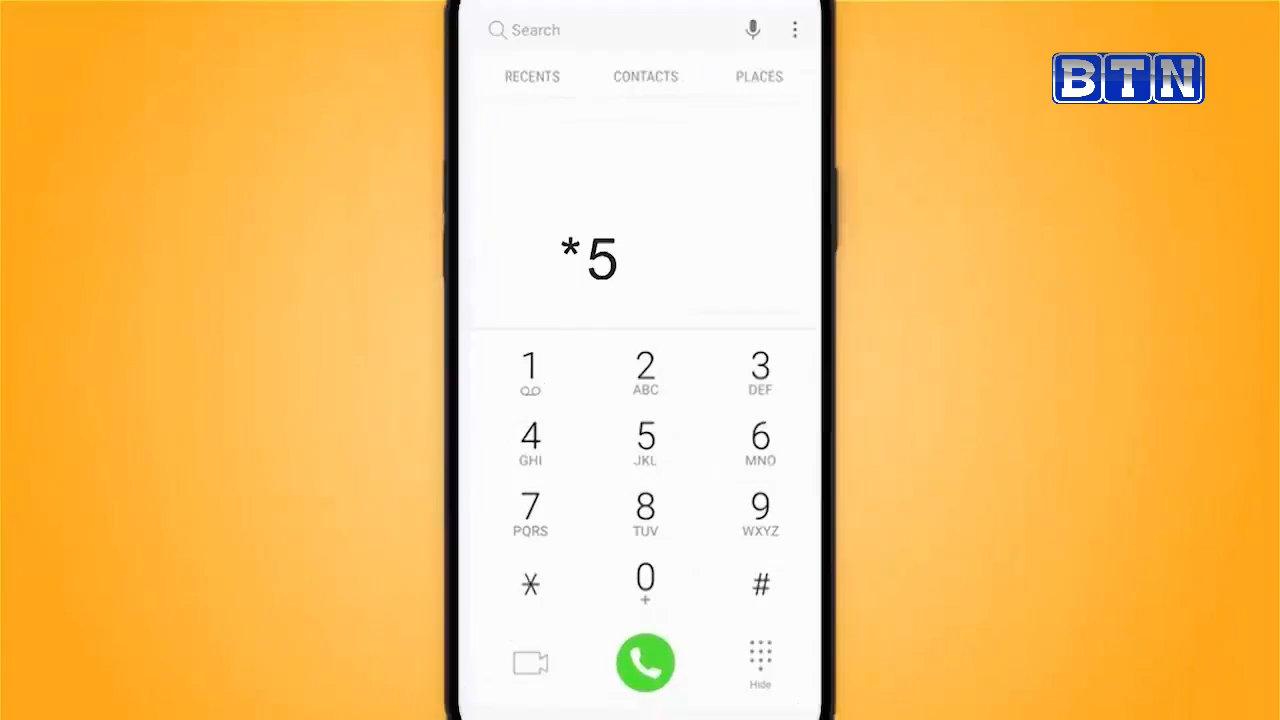 Search
BTN
RECENTS CONTACTS PLACES
*5
1 2 3
ABC DEF
4 5 6
GHI JKL MNO
7 8 9
PQRS TUV WXYZ
* 0 #
+
Hide